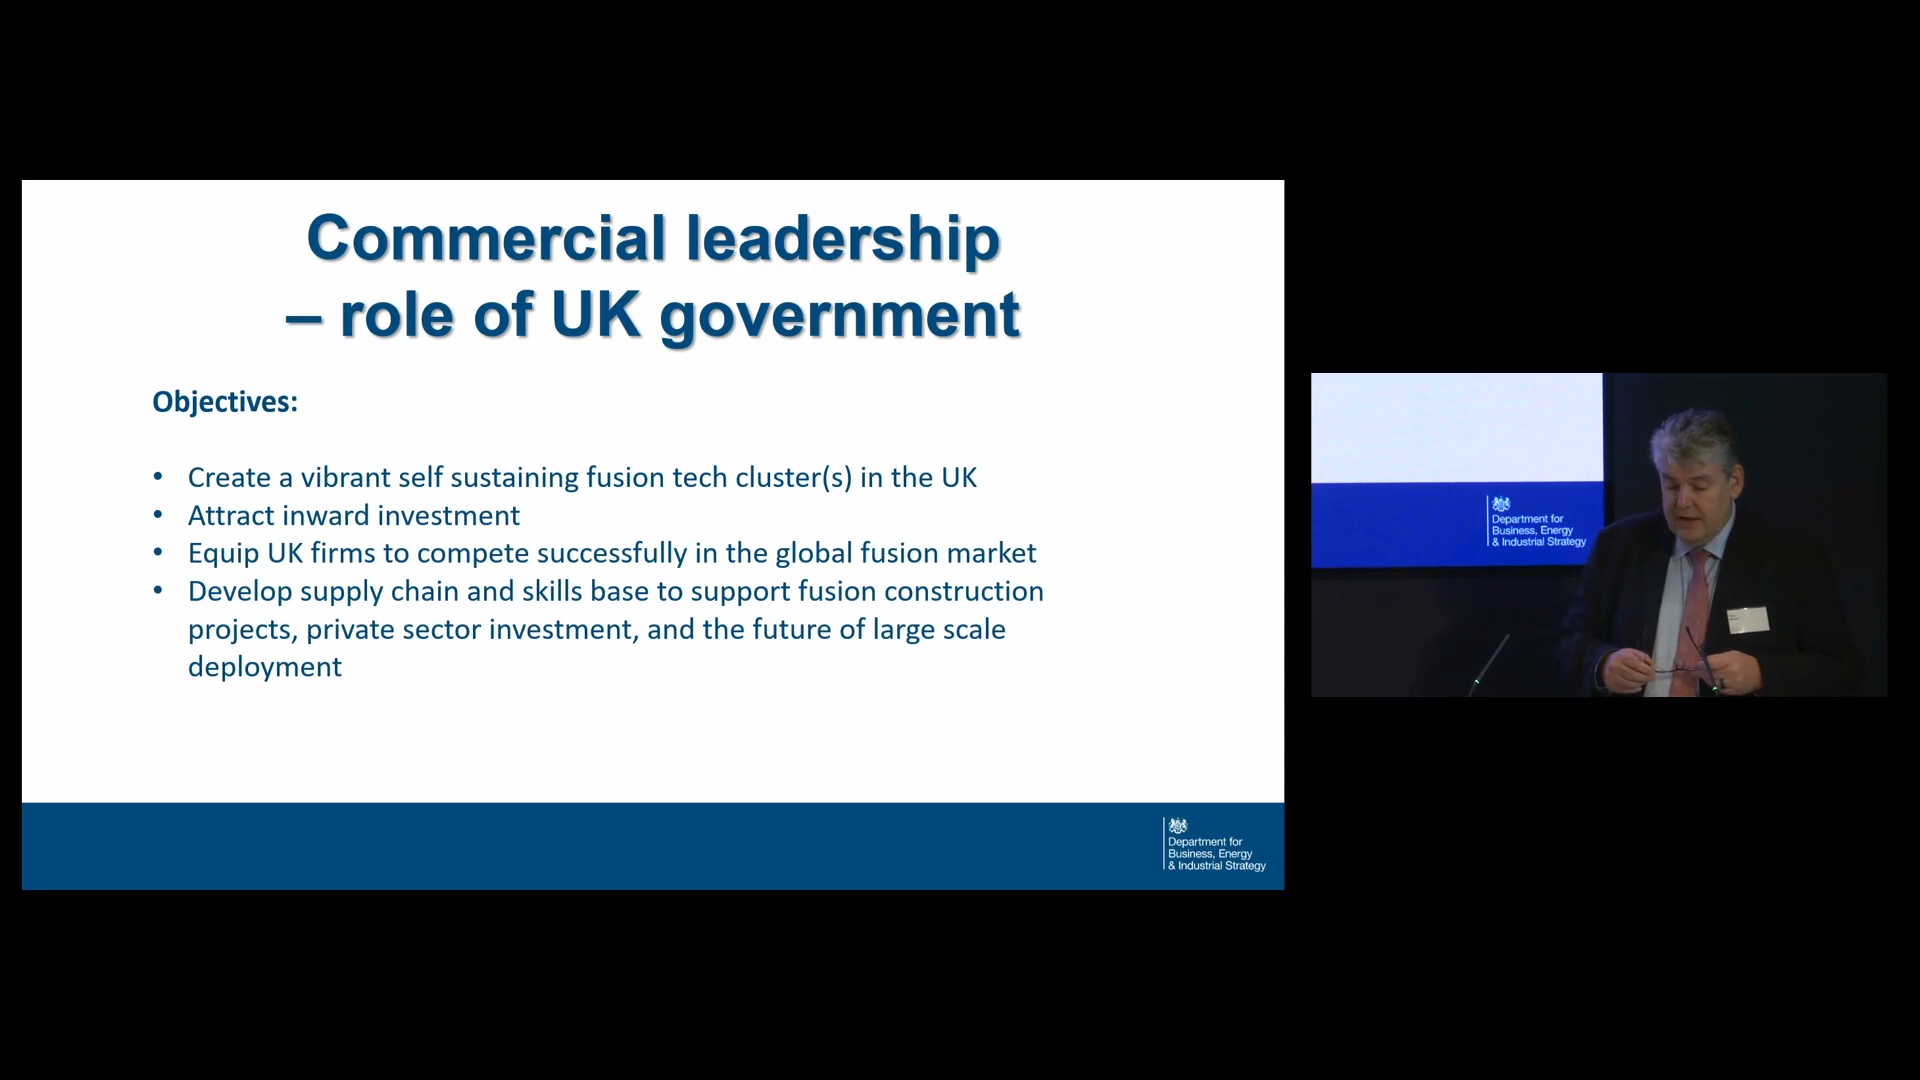 Commercial leadership
– role of UK government
Objectives:
• Create a vibrant self sustaining fusion tech cluster(s) in the UK
• Attract inward investment
• Equip UK firms to compete successfully in the global fusion market
• Develop supply chain and skills base to support fusion construction
projects, private sector investment, and the future of large scale
deployment
Department for
Business, Energy
& Industrial Strategy
Department for
Business, Energy
& Industrial Strategy